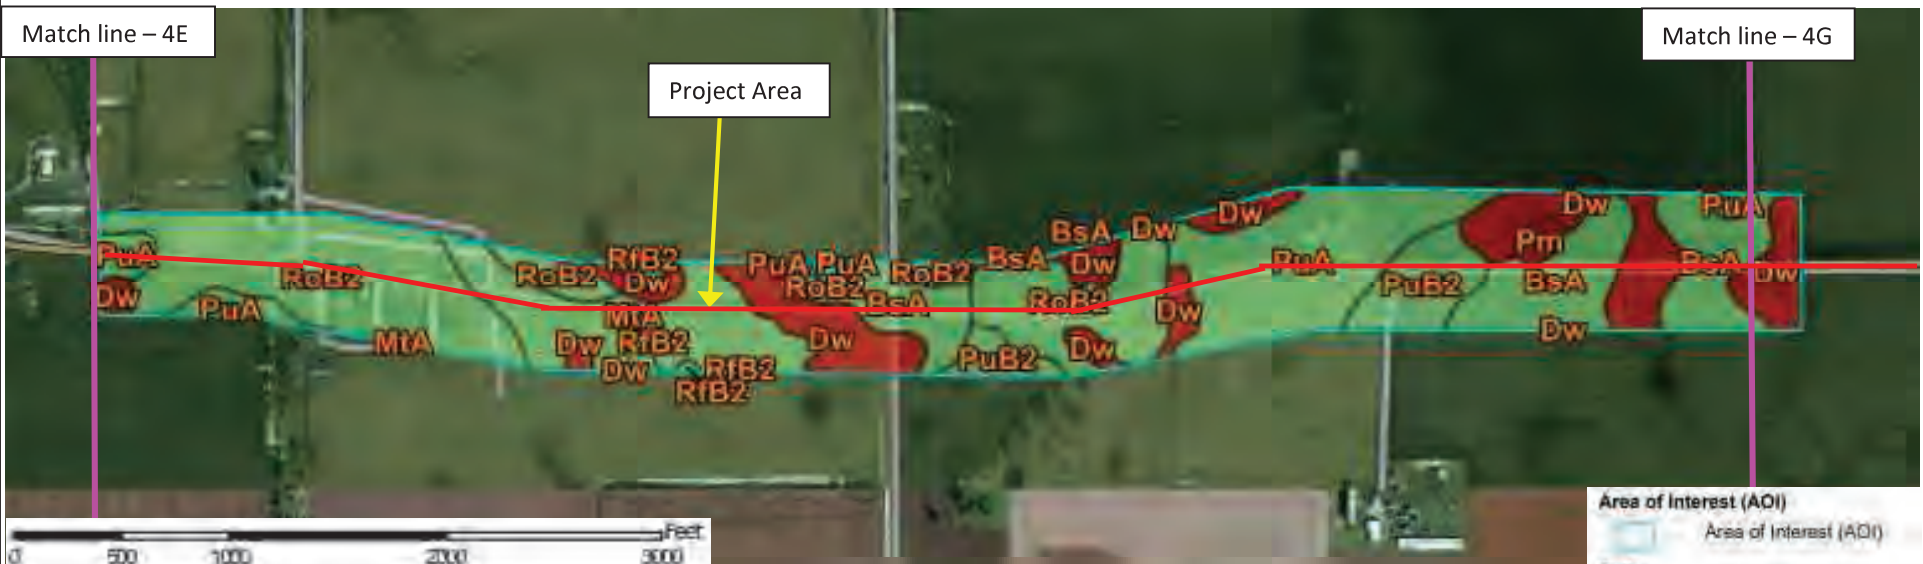 Match line – 4E
Match line – 4G
Project Area
Dw
Dw
PuA
BsA
Dw
Pm
PuA
RfB2
PuA
PuA
RoB2
BsA
Dw
PuA
BsA
Dw
RoB2
RoB2
Dw
RoB2
PuB2
BsA
Dw
PuA
BsA
RoB2
MtA
Dw
Dw
MtA
Dw
RfB2
Dw
PuB2
Dw
Dw
Dw
RfB2
RfB2
Feet
0
500
1000
2000
3000
Area of Interest (AOI)
Area of Interest (AOI)